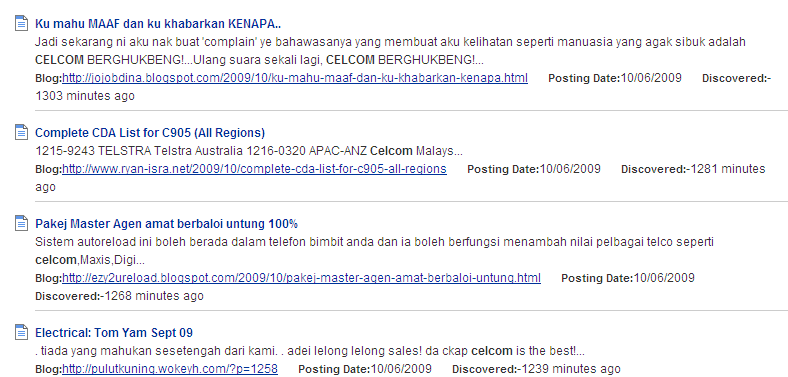 Ku mahu MAAF dan ku khabarkan KENAPA..
Jadi sekarang ni aku nak buat 'complain' ye bahawasanya yang membuat aku kelihatan seperti manuasia yang agak sibuk adalah
CELCOM BERGHUKBENG!...Ulang suara sekali lagi, CELCOM BERGHUKBENG!...
Blog:http://jojobdina.blogspot.com/2009/10/ku-mahu-maaf-dan-ku-khabarkan-kenapa.html Posting Date:10/06/2009 Discovered:-
1303 minutes ago
Complete CDA List for C905 (All Regions)
1215-9243 TELSTRA Telstra Australia 1216-0320 APAC-ANZ Celcom Malays...
Blog:http://www.ryan-isra.net/2009/10/complete-cda-list-for-c905-all-regions Posting Date:10/06/2009 Discovered:-1281 minutes
ago
Pakej Master Agen amat berbaloi untung 100%
Sistem autoreload ini boleh berada dalam telefon bimbit anda dan ia boleh berfungsi menambah nilai pelbagai telco seperti
celcom,Maxis,Digi...
Blog:http://ezy2ureload.blogspot.com/2009/10/pakej-master-agen-amat-berbaloi-untung.html Posting Date:10/06/2009
Discovered:-1268 minutes ago
Electrical: Tom Yam Sept 09
. tiada yang mahukan sesetengah dari kami. . adei lelong lelong sales! da ckap celcom is the best!...
Blog:http://pulutkuning.wokeyh.com/?p=1258 Posting Date:10/06/2009 Discovered:-1239 minutes ago